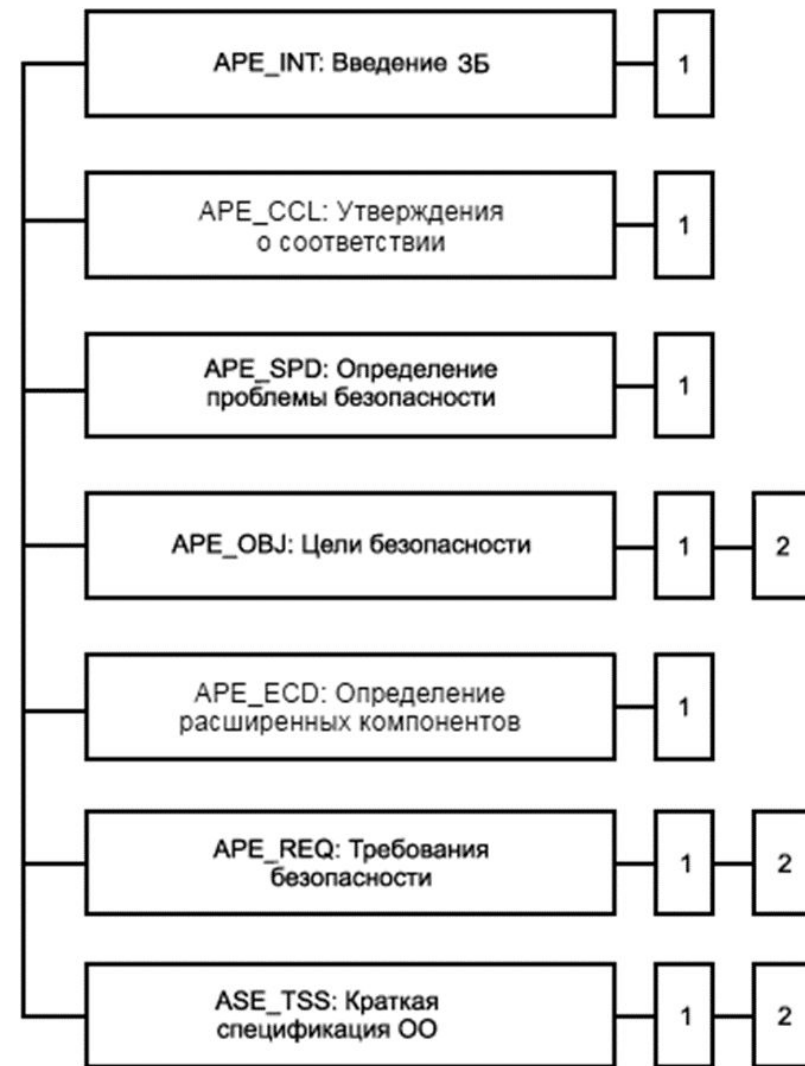 APE_INT: Введение ЗБ
1
APE_CCL: Утверждения
о соответствии
1
APE_SPD: Определение
проблемы безопасности
1
APE_OBJ: Цели безопасности
1
2
APE_ECD: Определение
расширенных компонентов
1
APE_REQ: Требования
безопасности
1
2
ASE_TSS: Краткая
спецификация ОО
1
2